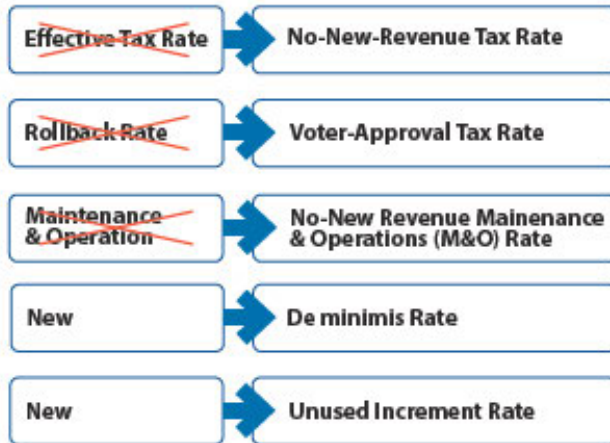 Effective Tax Rate
No-New-Revenue Tax Rate
Rollback Rate
Voter-Approval Tax Rate
Maintenance
& Operation
No-New Revenue Mainenance
& Operations (M&O) Rate
New
De minimis Rate
New
Unused Increment Rate